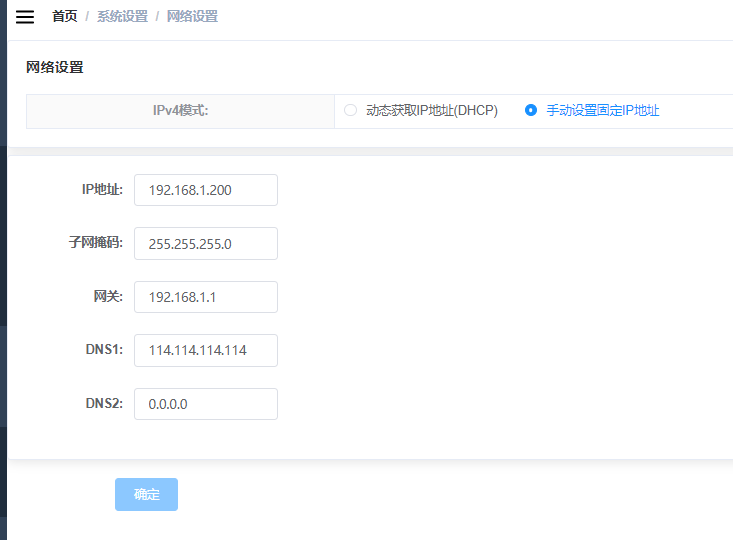 首页 / 系统设置 / 网络设置
网络设置
IPv4模式: 动态获取IP地址(DHCP) 手动设置固定IP地址
IP地址: 192.168.1.200
子网掩码: 255.255.255.0
网关: 192.168.1.1
DNS1: 114.114.114.114
DNS2: 0.0.0.0
确定